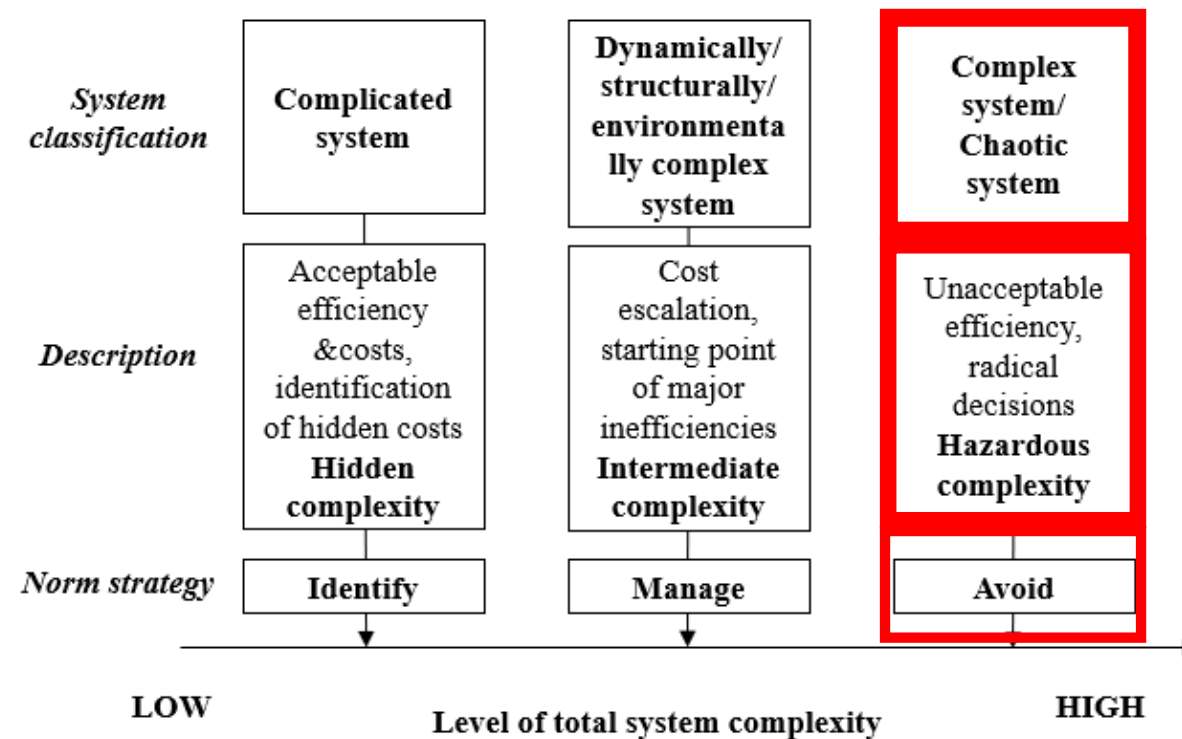 System
classification
Complicated
system
Dynamically/
structurally/
environmenta
lly complex
system
Complex
system/
Chaotic
system
Description
Acceptable
efficiency
&costs,
identification
of hidden costs
Hidden
complexity
Cost
escalation,
starting point
of major
inefficiencies
Intermediate
complexity
Unacceptable
efficiency,
radical
decisions
Hazardous
complexity
Norm strategy
Identify
Manage
Avoid
LOW
Level of total system complexity
HIGH